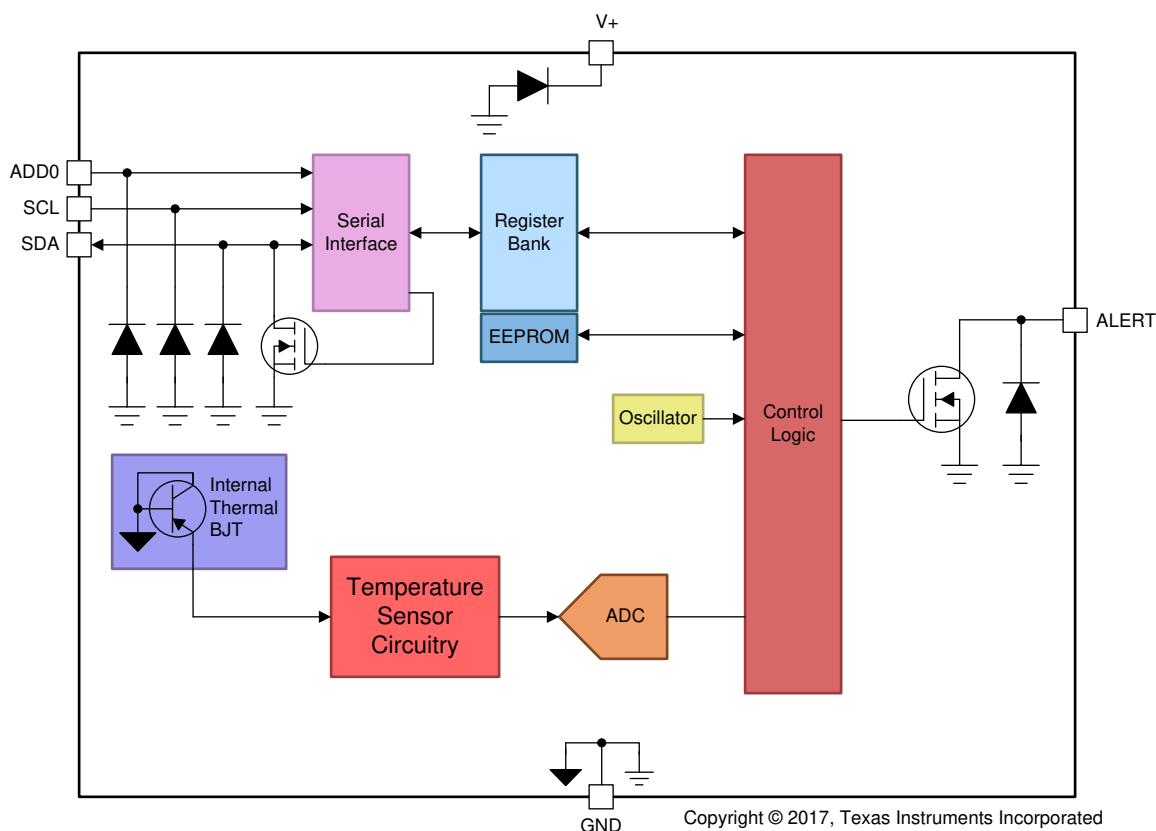 V+
ADD0
SCL
SDA
Serial
Interface
Register
Bank
EEPROM
ALERT
Oscillator
Control
Logic
Internal
Thermal
BJT
Temperature
Sensor
Circuitry
ADC
GND
Copyright © 2017, Texas Instruments Incorporated